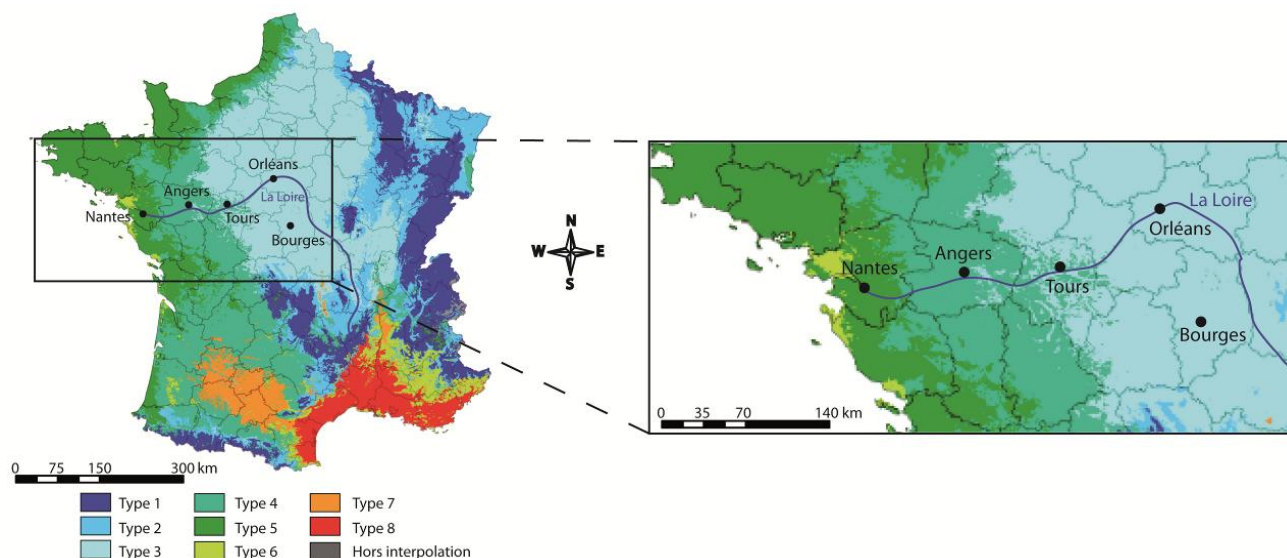 Orléans
Angers
La Loire
Nantes
Tours
Bourges
N
W E
S
La Loire
Orléans
Angers
Nantes
Tours
Bourges
0 35 70 140 km
0 75 150 300 km
Type 1 Type 4 Type 7
Type 2 Type 5 Type 8
Type 3 Type 6 Hors interpolation